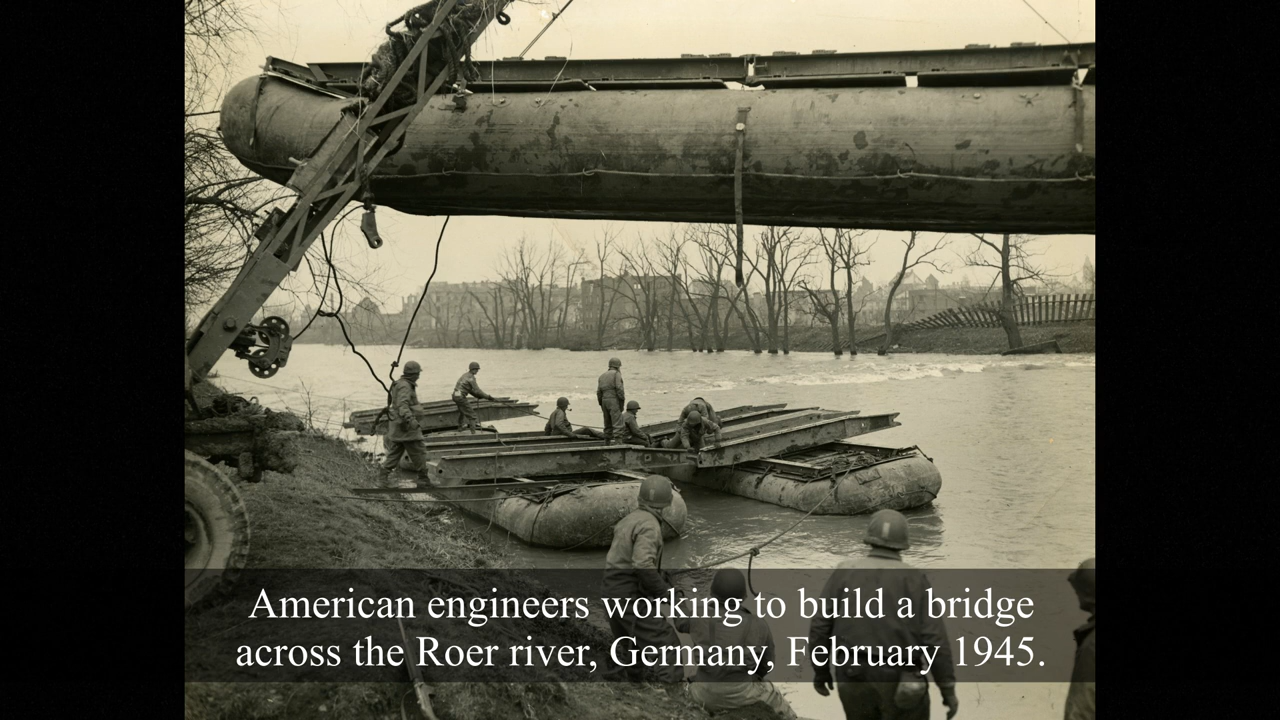 American engineers working to build a bridge
across the Roer river, Germany, February 1945.